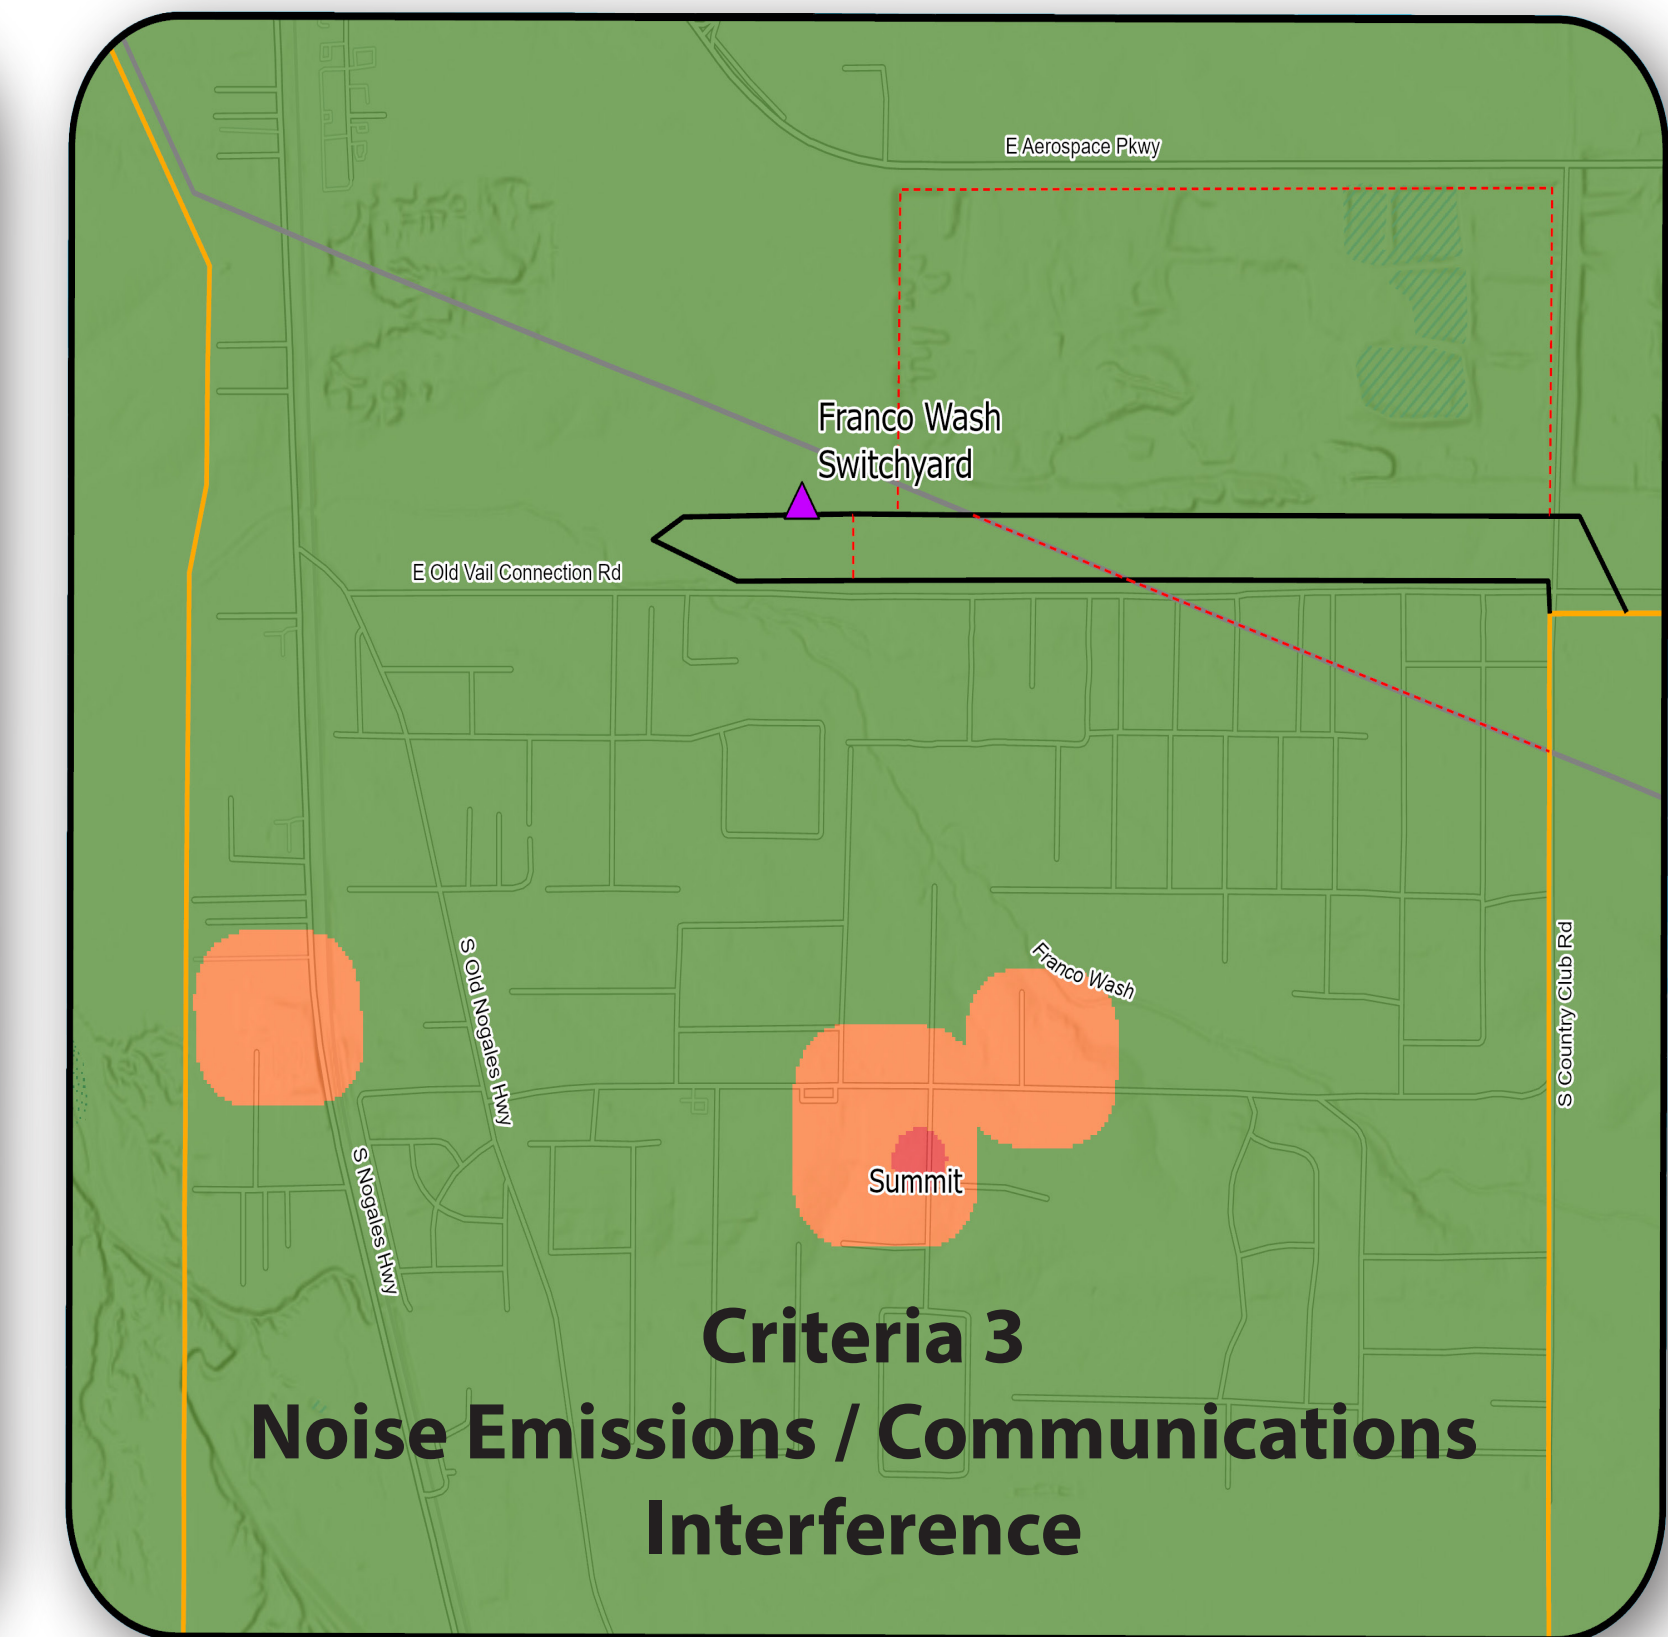 E Aerospace Pkwy
Franco Wash
Switchyard
E Old Vail Connection Rd
S Old Nogales Hwy
Franco Wash
S Country Club Rd
Summit
S Nogales Hwy
Criteria 3
Noise Emissions / Communications
Interference